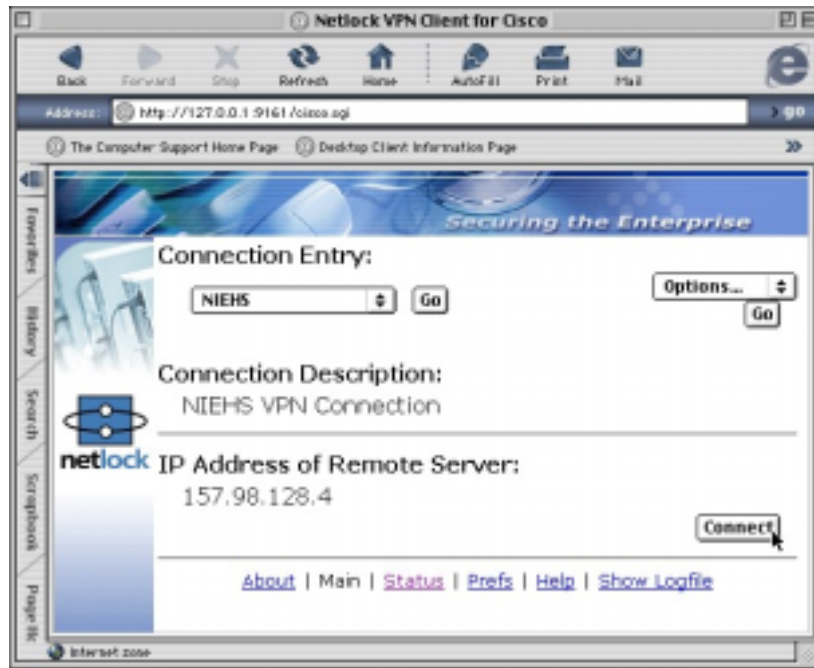 Netlock VPN Client for Cisco
Back Forward Stop Refresh Home AutoFill Print Mail
Address: http://127.0.0.1:9161/cisco.cgi go
The Computer Support Home Page Desktop Client Information Page
Favorites
History
Search
Scrapbook
Page
Securing the Enterprise
Connection Entry:
NIEHS Go Options...
Go
Connection Description:
NIEHS VPN Connection
netlock
IP Address of Remote Server:
157.98.128.4
Connect
About | Main | Status | Prefs | Help | Show Logfile
Internet zone